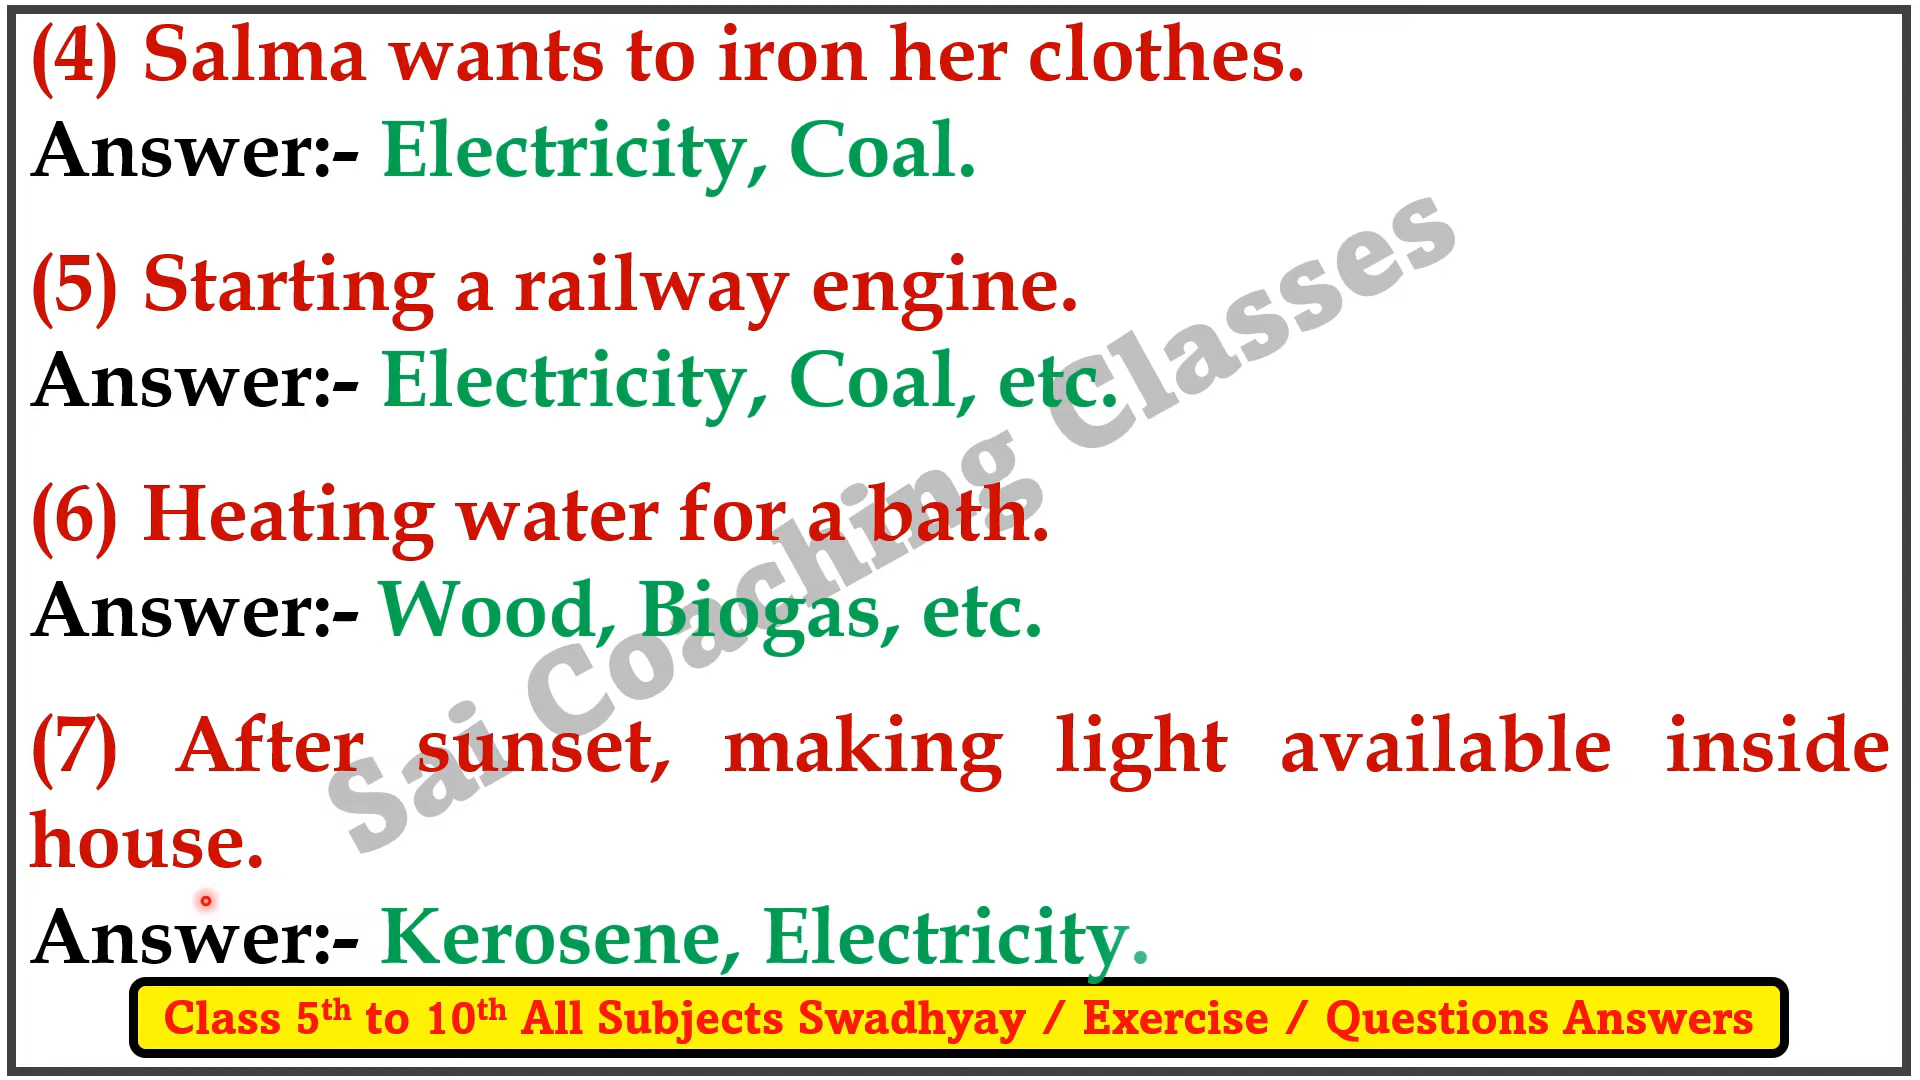 (4) Salma wants to iron her clothes.
Answer:- Electricity, Coal.
(5) Starting a railway engine.
Answer:- Electricity, Coal, etc.
(6) Heating water for a bath.
Answer:- Wood, Biogas, etc.
(7) After sunset, making light available inside
house.
Answer:- Kerosene, Electricity.
Sai Coaching Classes
Class 5th to 10th All Subjects Swadhyay / Exercise / Questions Answers